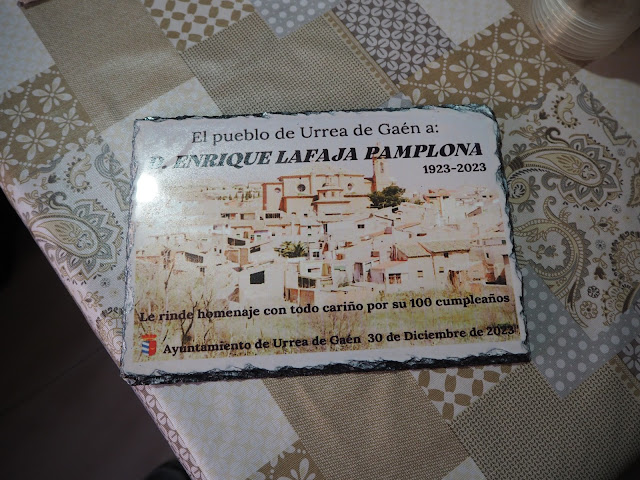 El pueblo de Urrea de Gaén a:
D. ENRIQUE LAFAJA PAMPLONA
1923-2023
Le rinde homenaje con todo cariño por su 100 cumpleaños
Ayuntamiento de Urrea de Gaén 30 de Diciembre de 2023